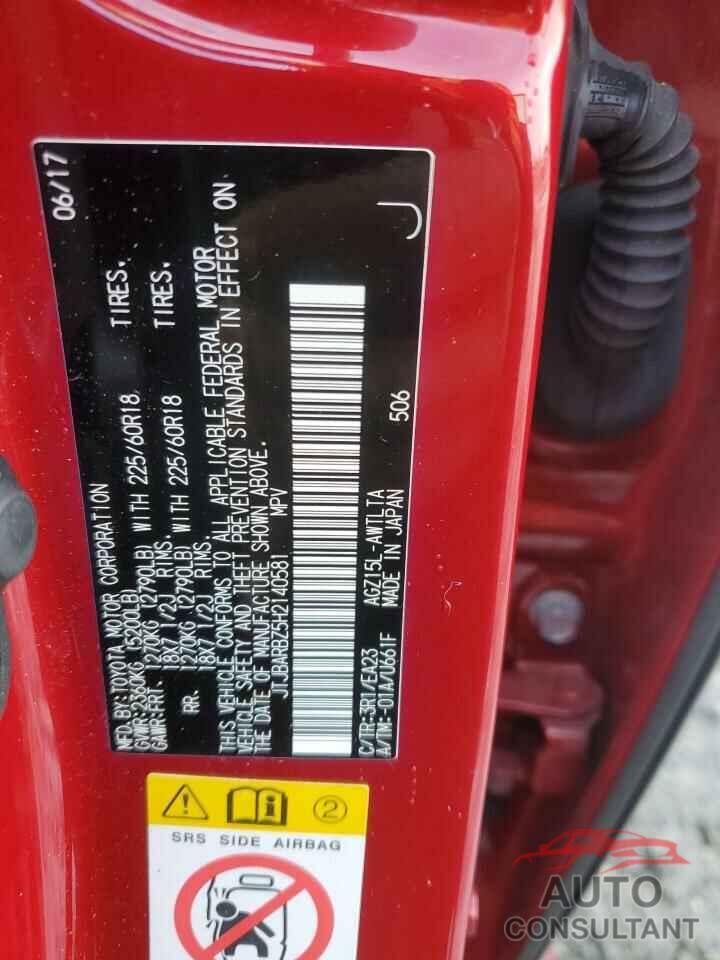 06/17
MFD. BY: TOYOTA MOTOR CORPORATION
GVWR: 2360KG (5200LB)
GAWR: FRT. 1270KG (2790LB) WITH 225/60R18 TIRES,
18X7 1/2J RIMS.
RR. 1270KG (2790LB) WITH 225/60R18 TIRES,
18X7 1/2J RIMS.
THIS VEHICLE CONFORMS TO ALL APPLICABLE FEDERAL MOTOR
VEHICLE SAFETY AND THEFT PREVENTION STANDARDS IN EFFECT ON
THE DATE OF MANUFACTURE SHOWN ABOVE.
JTJBARBZ5H2140581 MPV
C/TR: 3R1/EA23 AGZ15L-AWTLTA 506
A/TM: -01A/U661F MADE IN JAPAN
J
2
SRS SIDE AIRBAG
AUTO
CONSULTANT